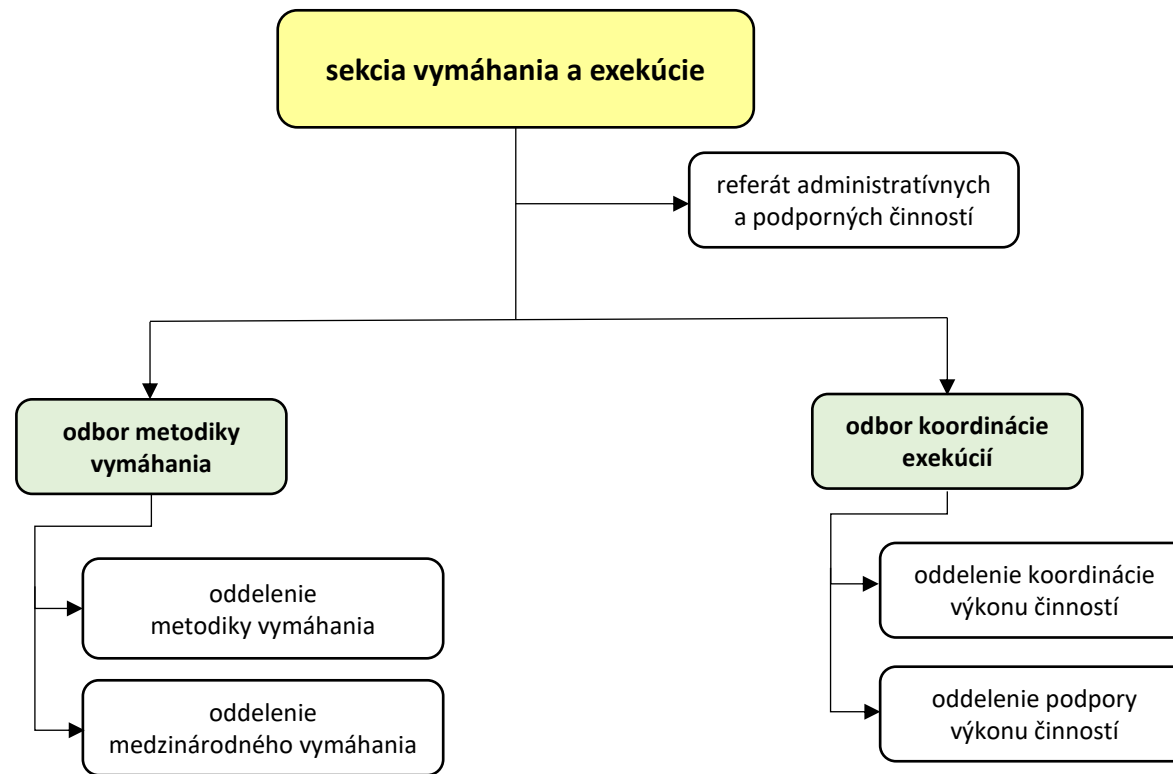 sekcia vymáhania a exekúcie
referát administratívnych
a podporných činností
odbor metodiky
vymáhania
oddelenie
metodiky vymáhania
oddelenie
medzinárodného vymáhania
odbor koordinácie
exekúcií
oddelenie koordinácie
výkonu činností
oddelenie podpory
výkonu činností